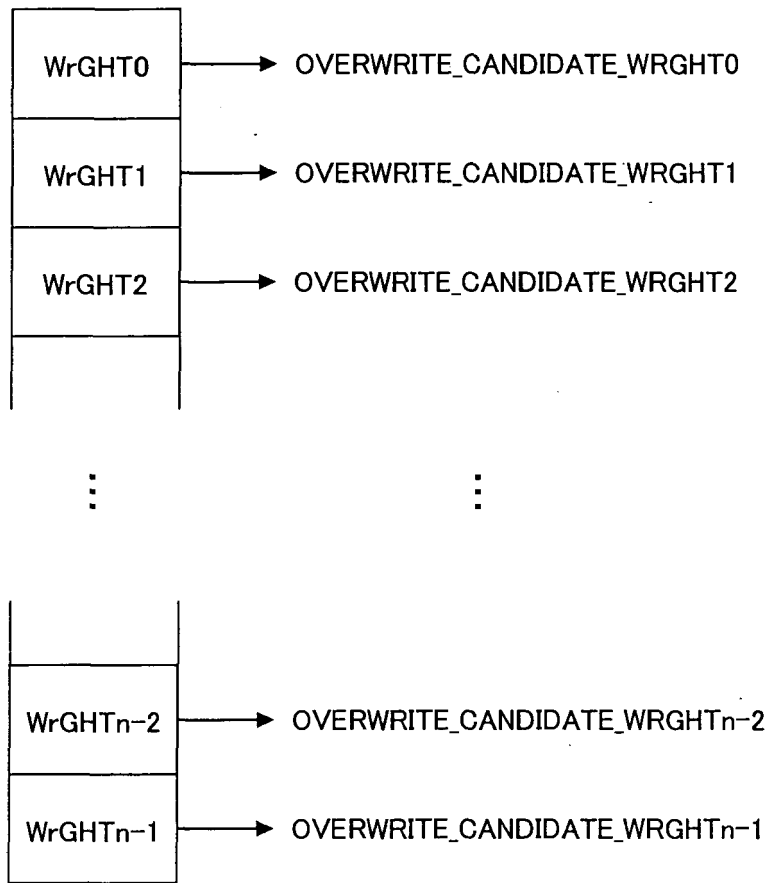 WrGHT0 OVERWRITE_CANDIDATE_WRGHT0
WrGHT1 OVERWRITE_CANDIDATE_WRGHT1
WrGHT2 OVERWRITE_CANDIDATE_WRGHT2
⋮ ⋮
WrGHTn-2 OVERWRITE_CANDIDATE_WRGHTn-2
WrGHTn-1 OVERWRITE_CANDIDATE_WRGHTn-1